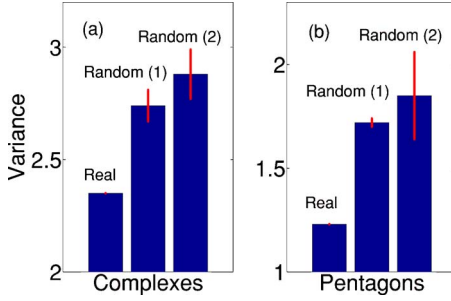 (a)
Random (2)
Random (1)
Real
3
2.5
2
Variance
Complexes
(b)
Random (2)
Random (1)
Real
2
1.5
1
Pentagons